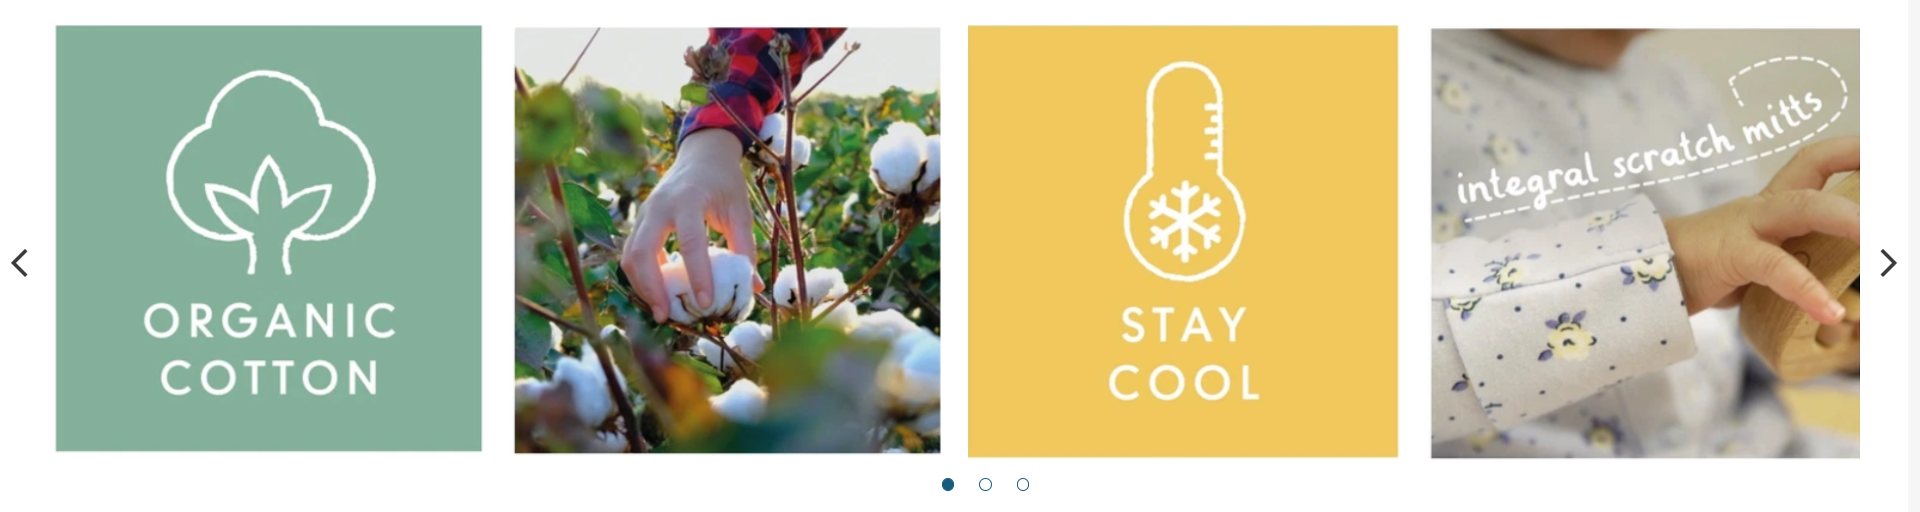 ORGANIC
COTTON
STAY
COOL
integral scratch mitts